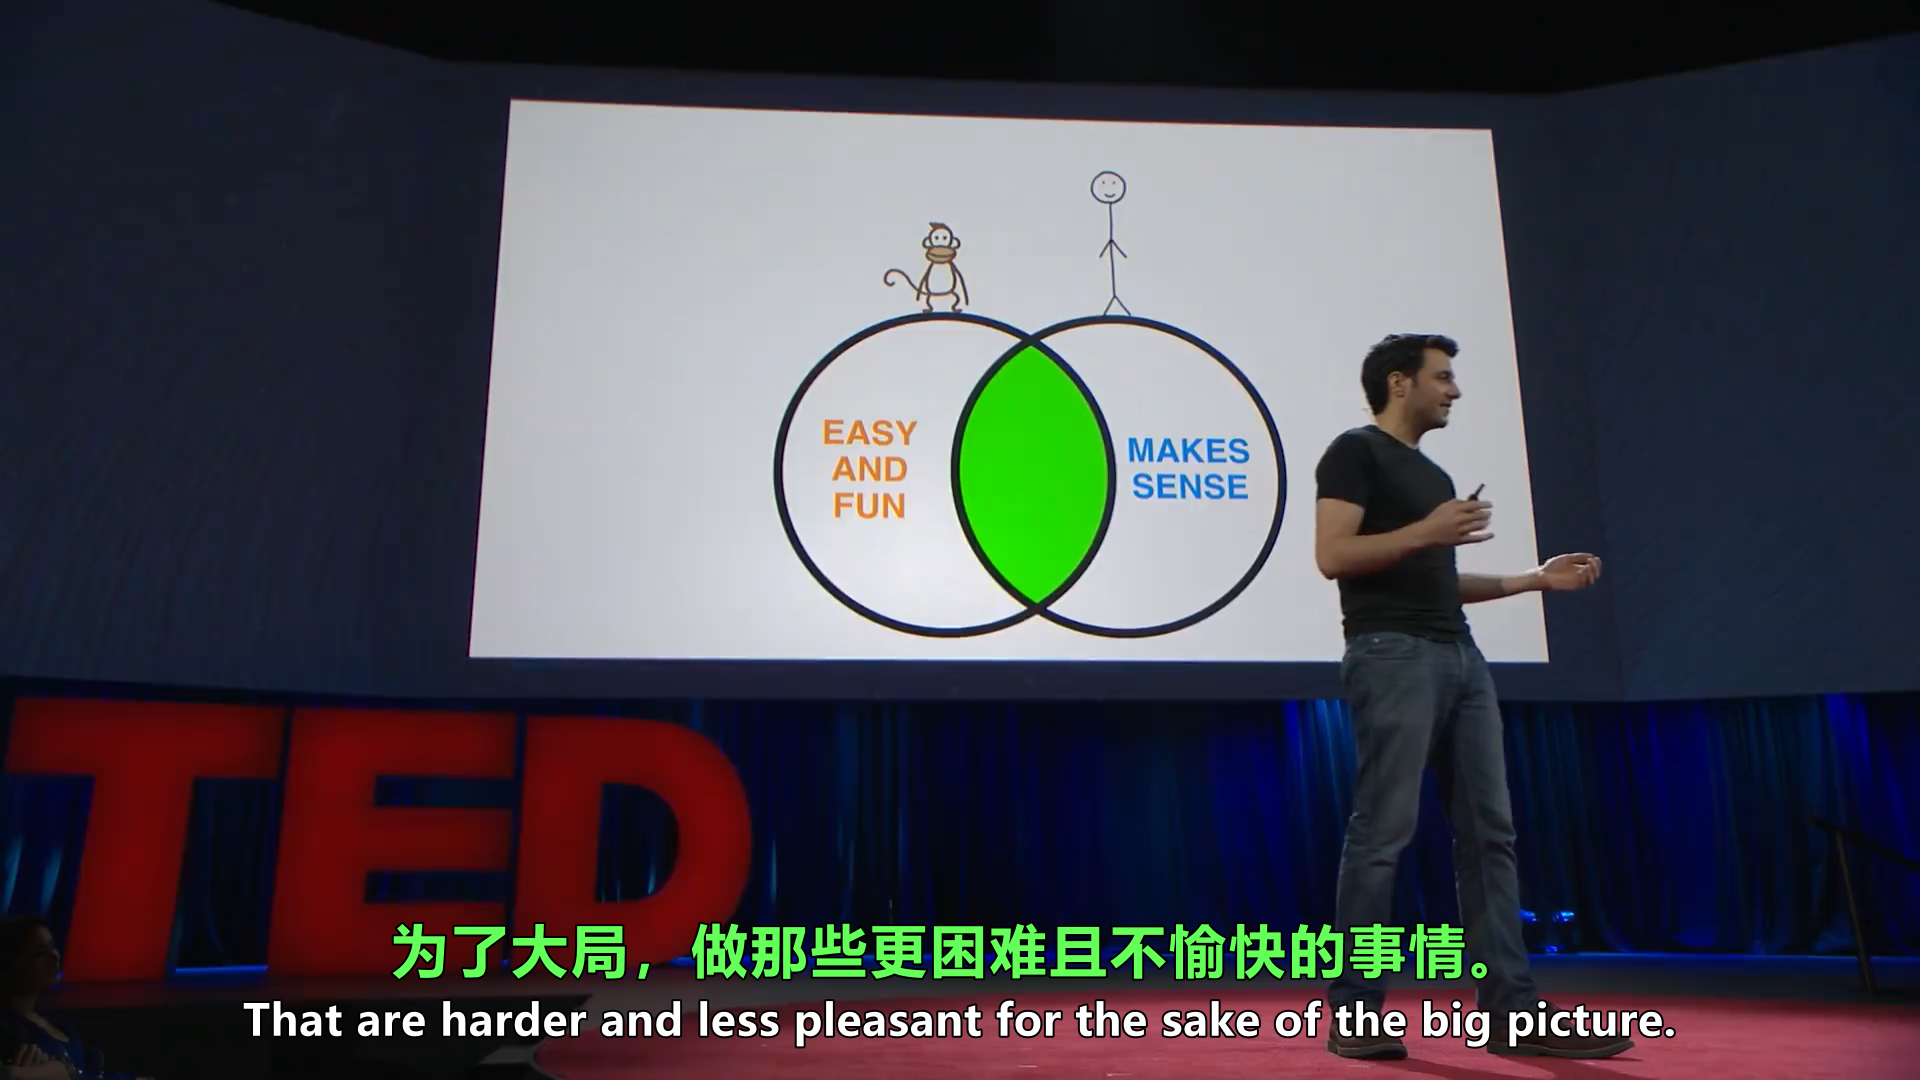 EASY
AND
FUN
MAKES
SENSE
TED
为了大局，做那些更困难且不愉快的事情。
That are harder and less pleasant for the sake of the big picture.